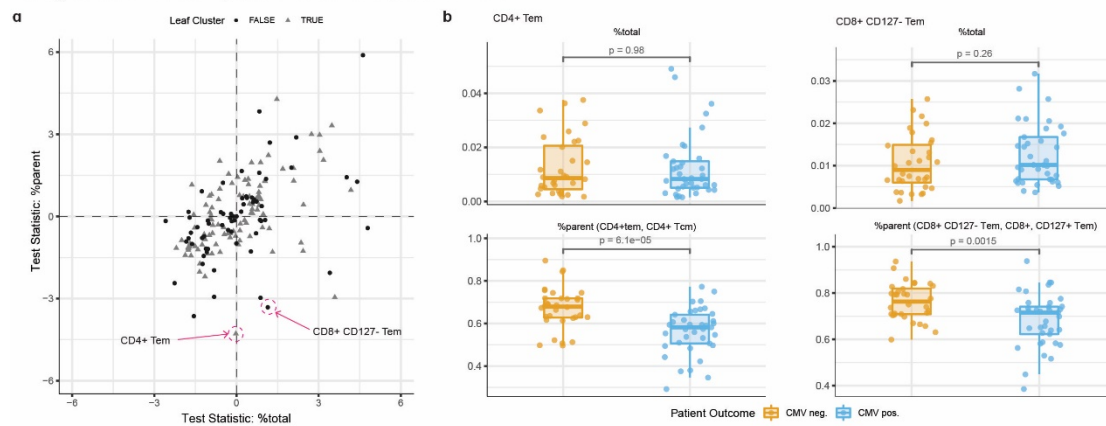 a
Leaf Cluster • FALSE ▲ TRUE
6
3
0
−3
−6
Test Statistic: %parent
CD4+ Tem
CD8+ CD127- Tem
−6 −3 0 3 6
Test Statistic: %total
b
CD4+ Tem
%total
p = 0.98
0.04
0.02
0.00
CD8+ CD127- Tem
%total
p = 0.26
0.03
0.02
0.01
0.00
%parent (CD4+tem, CD4+ Tcm)
p = 6.1e−05
1.0
0.8
0.6
0.4
%parent (CD8+ CD127- Tem, CD8+, CD127+ Tem)
p = 0.0015
1.0
0.8
0.6
0.4
Patient Outcome CMV neg. CMV pos.